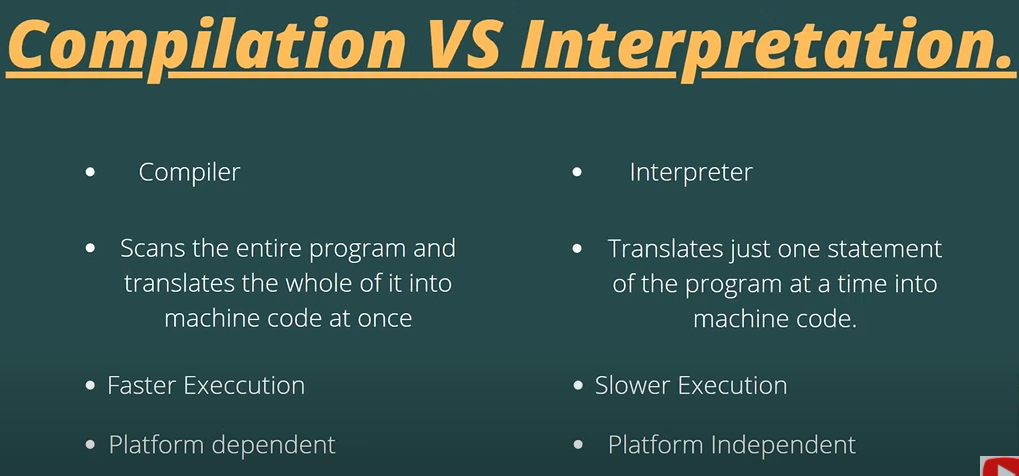 Compilation VS Interpretation.
• Compiler
• Scans the entire program and
translates the whole of it into
machine code at once
• Faster Execcution
• Platform dependent
• Interpreter
• Translates just one statement
of the program at a time into
machine code.
• Slower Execution
• Platform Independent